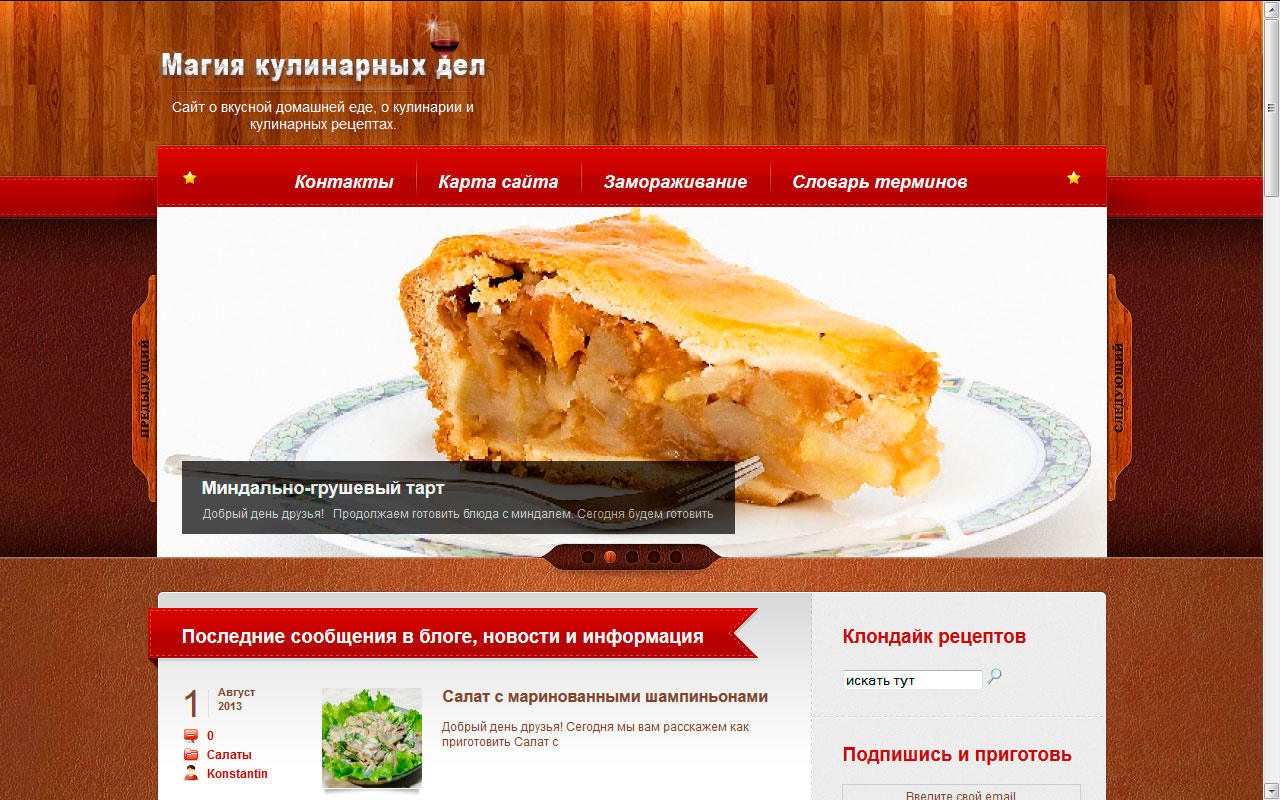 Магия кулинарных дел
Сайт о вкусной домашней еде, о кулинарии и
кулинарных рецептах.
Контакты
Карта сайта
Замораживание
Словарь терминов
ПРЕДЫДУЩИЙ
СЛЕДУЮЩИЙ
Миндально-грушевый тарт
Добрый день друзья! Продолжаем готовить блюда с миндалем. Сегодня будем готовить
Последние сообщения в блоге, новости и информация
1
Август
2013
0
Салаты
Konstantin
Салат с маринованными шампиньонами
Добрый день друзья! Сегодня мы вам расскажем как
приготовить Салат с
Клондайк рецептов
искать тут
Подпишись и приготовь
Введите свой email